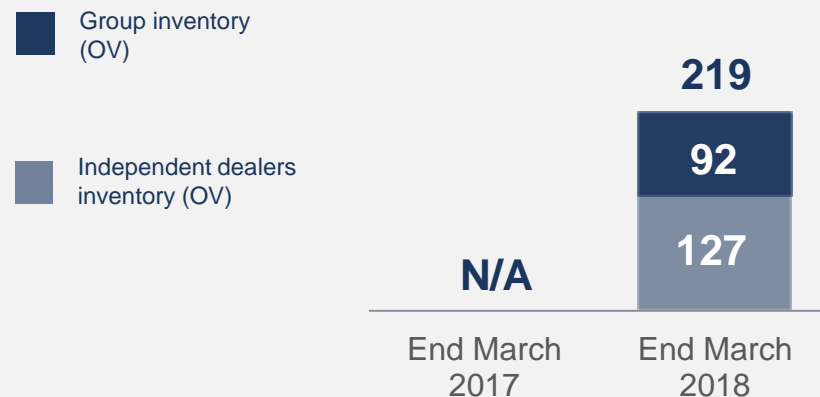 Group inventory
(OV)
Independent dealers
inventory (OV)
219
92
127
N/A
End March
2017
End March
2018